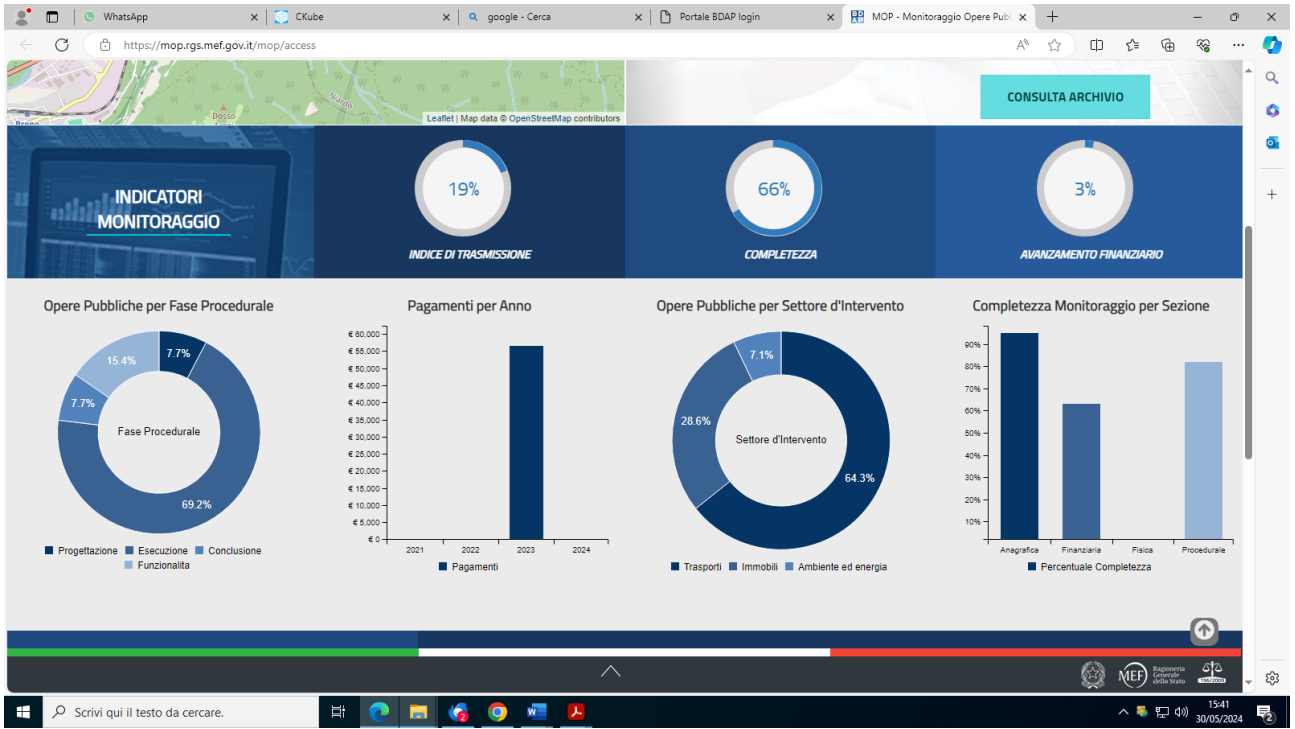 WhatsApp
CKube
google - Cerca
Portale BDAP login
MOP - Monitoraggio Opere Pubb
https://mop.rgs.mef.gov.it/mop/access
Niardo
Dosso
Leaflet | Map data © OpenStreetMap contributors
CONSULTA ARCHIVIO
INDICATORI
MONITORAGGIO
19%
INDICE DI TRASMISSIONE
66%
COMPLETEZZA
3%
AVANZAMENTO FINANZIARIO
Opere Pubbliche per Fase Procedurale
7.7%
15.4%
7.7%
Fase Procedurale
69.2%
Progettazione Esecuzione Conclusione
Funzionalita
Pagamenti per Anno
€ 60,000
€ 55,000
€ 50,000
€ 45,000
€ 40,000
€ 35,000
€ 30,000
€ 25,000
€ 20,000
€ 15,000
€ 10,000
€ 5,000
€ 0
2021 2022 2023 2024
Pagamenti
Opere Pubbliche per Settore d'Intervento
7.1%
28.6%
Settore d'Intervento
64.3%
Trasporti Immobili Ambiente ed energia
Completezza Monitoraggio per Sezione
90%
80%
70%
60%
50%
40%
30%
20%
10%
Anagrafica Finanziaria Fisica Procedurale
Percentuale Completezza
MEF
Ragioneria
Generale
dello Stato
196/2009
Scrivi qui il testo da cercare.
15:41
30/05/2024
2